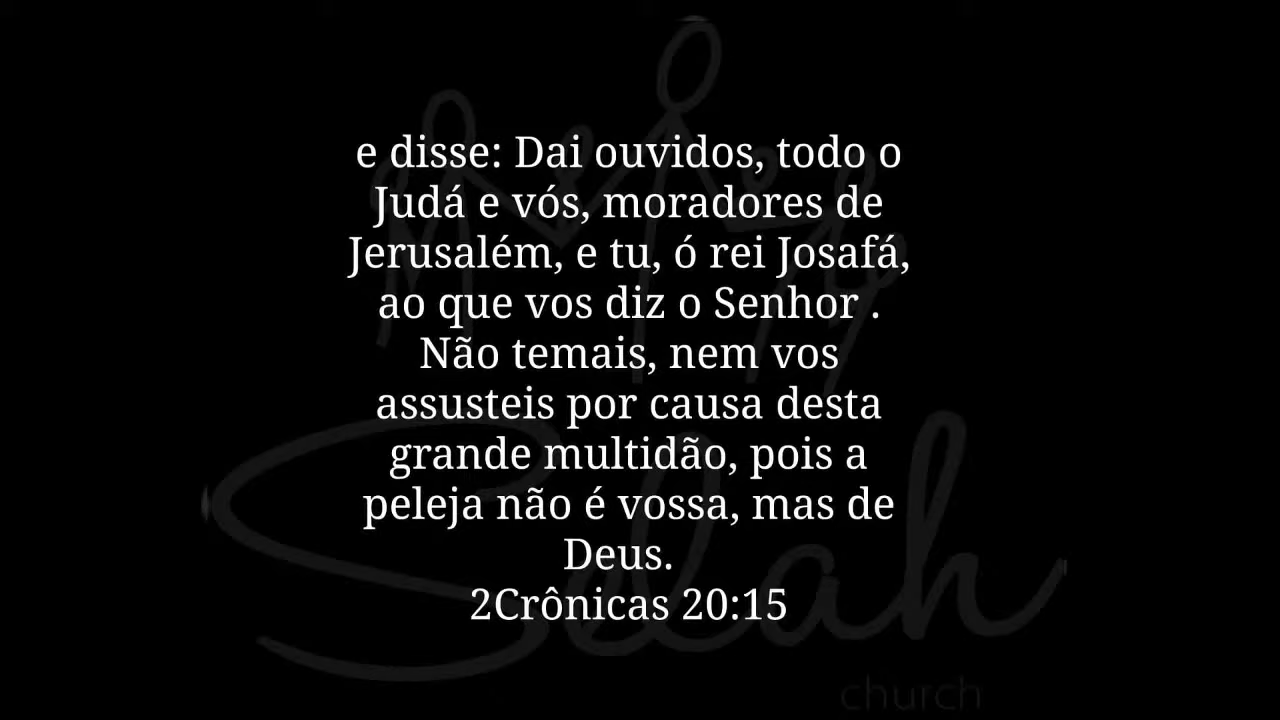 e disse: Dai ouvidos, todo o
Judá e vós, moradores de
Jerusalém, e tu, ó rei Josafá,
ao que vos diz o Senhor .
Não temais, nem vos
assusteis por causa desta
grande multidão, pois a
peleja não é vossa, mas de
Deus.
2Crônicas 20:15
Selah
church